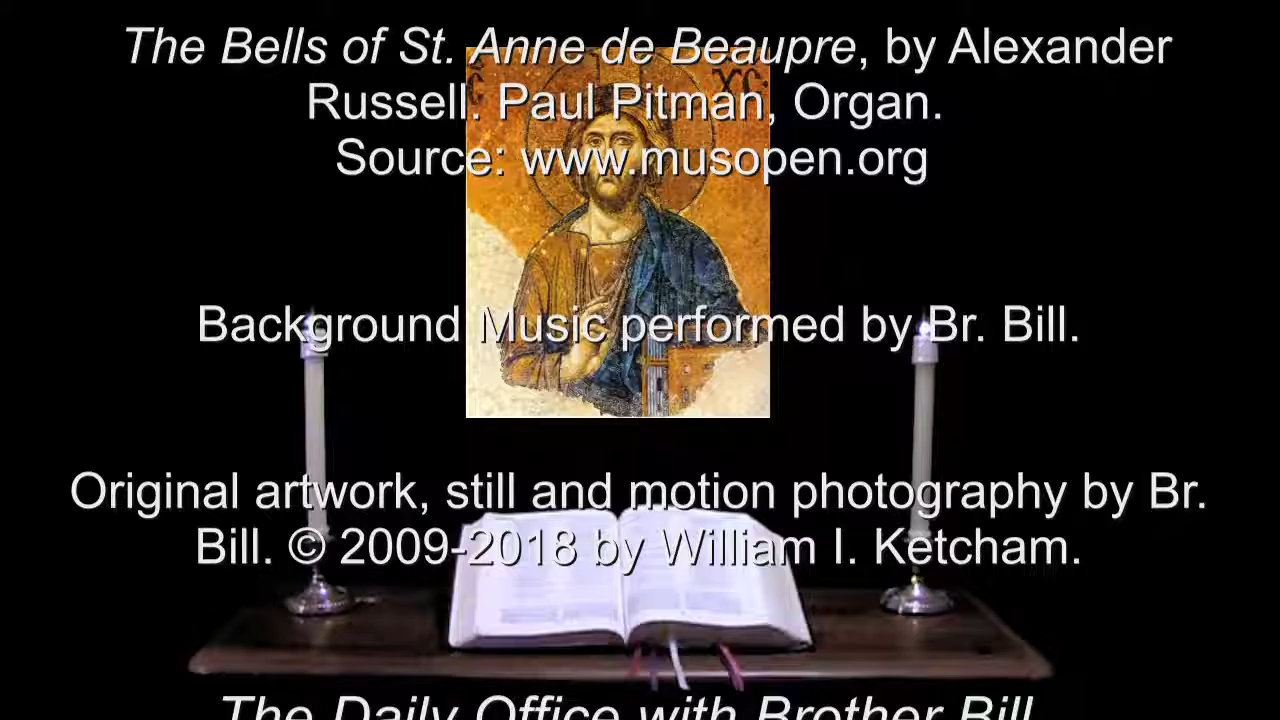 The Bells of St. Anne de Beaupre, by Alexander
Russell. Paul Pitman, Organ.
Source: www.musopen.org
Background Music performed by Br. Bill.
Original artwork, still and motion photography by Br.
Bill. © 2009-2018 by William I. Ketcham.
The Daily Office with Brother Bill